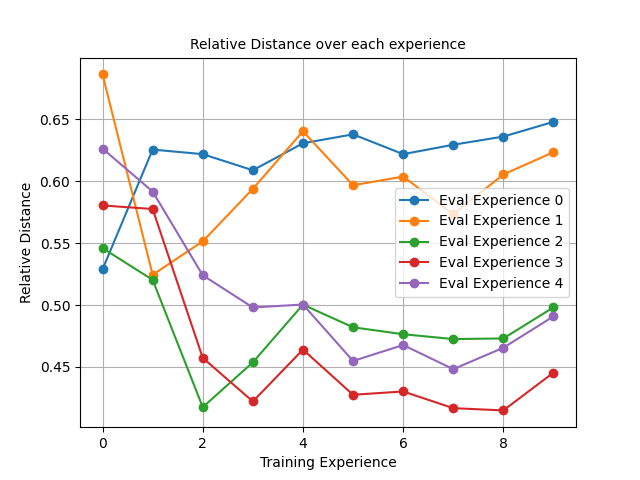 Relative Distance over each experience
Relative Distance
0.65
0.60
0.55
0.50
0.45
Eval Experience 0
Eval Experience 1
Eval Experience 2
Eval Experience 3
Eval Experience 4
0 2 4 6 8
Training Experience